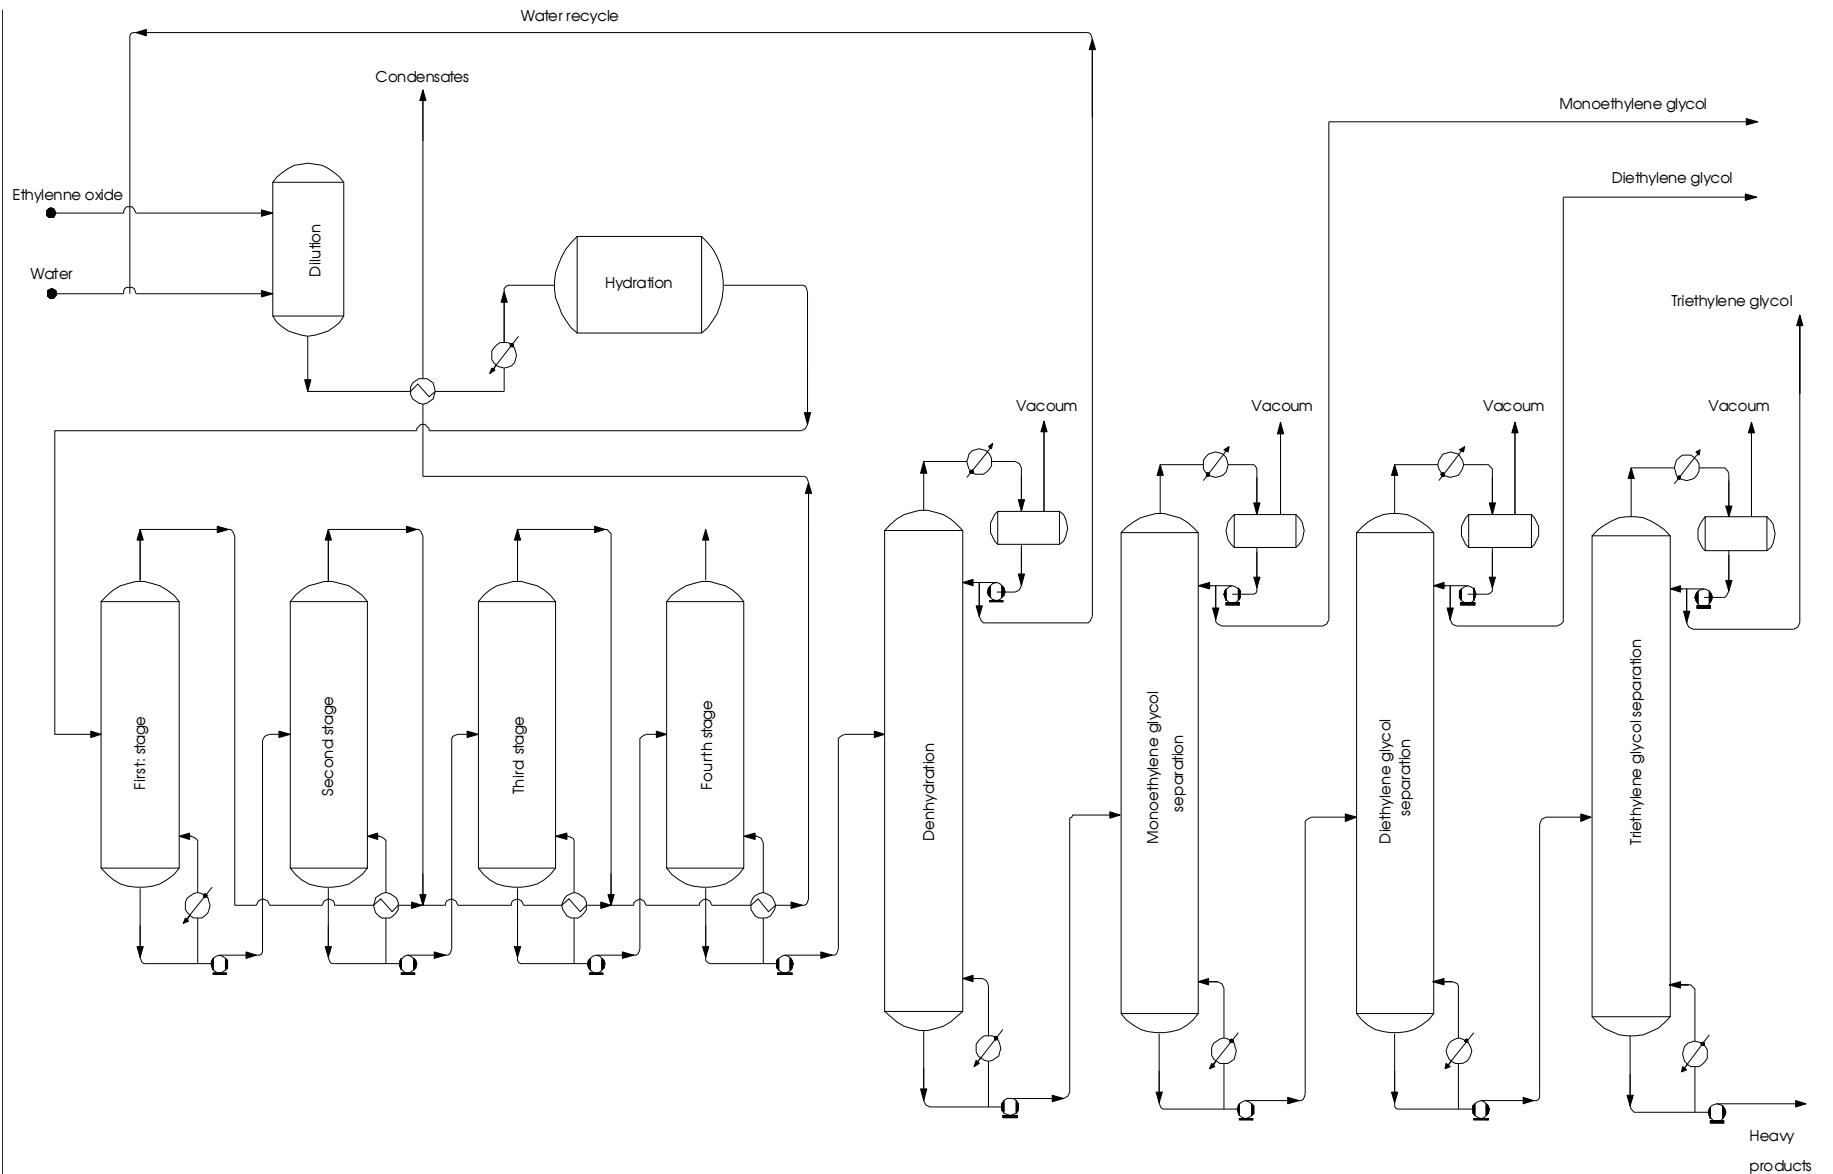 Water recycle
Condensates
Monoethylene glycol
Diethylene glycol
Ethylenne oxide
Dilution
Water
Hydration
Triethylene glycol
Vacoum
Vacoum
Vacoum
Vacoum
First: stage
Second stage
Third stage
Fourth stage
Denhydration
Monoethylene glycol
separation
Diethylene glycol
separation
Triethylene glycol separation
Heavy
products